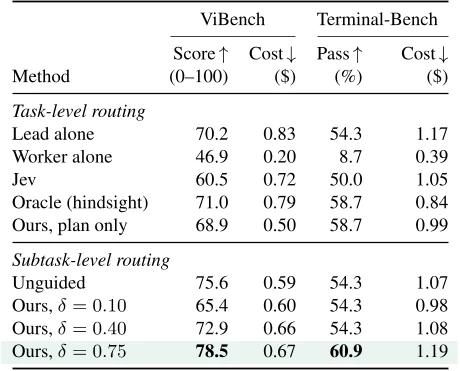 ViBench Terminal-Bench
Score↑ Cost↓ Pass↑ Cost↓
Method (0–100) ($) (%) ($)
Task-level routing
Lead alone 70.2 0.83 54.3 1.17
Worker alone 46.9 0.20 8.7 0.39
Jev 60.5 0.72 50.0 1.05
Oracle (hindsight) 71.0 0.79 58.7 0.84
Ours, plan only 68.9 0.50 58.7 0.99
Subtask-level routing
Unguided 75.6 0.59 54.3 1.07
Ours, δ = 0.10 65.4 0.60 54.3 0.98
Ours, δ = 0.40 72.9 0.66 54.3 1.08
Ours, δ = 0.75 78.5 0.67 60.9 1.19